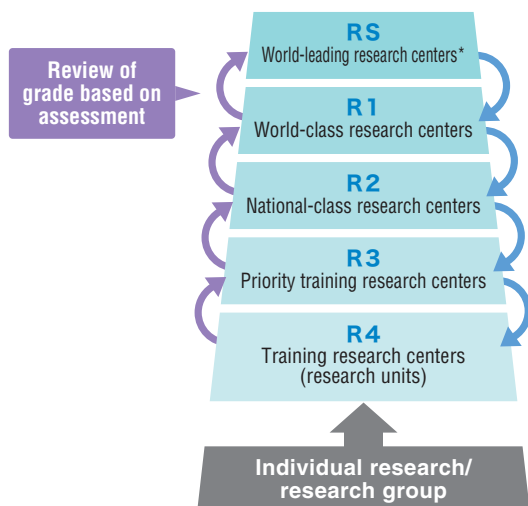 RS
World-leading research centers*
Review of
grade based on
assessment
R1
World-class research centers
R2
National-class research centers
R3
Priority training research centers
R4
Training research centers
(research units)
Individual research/
research group